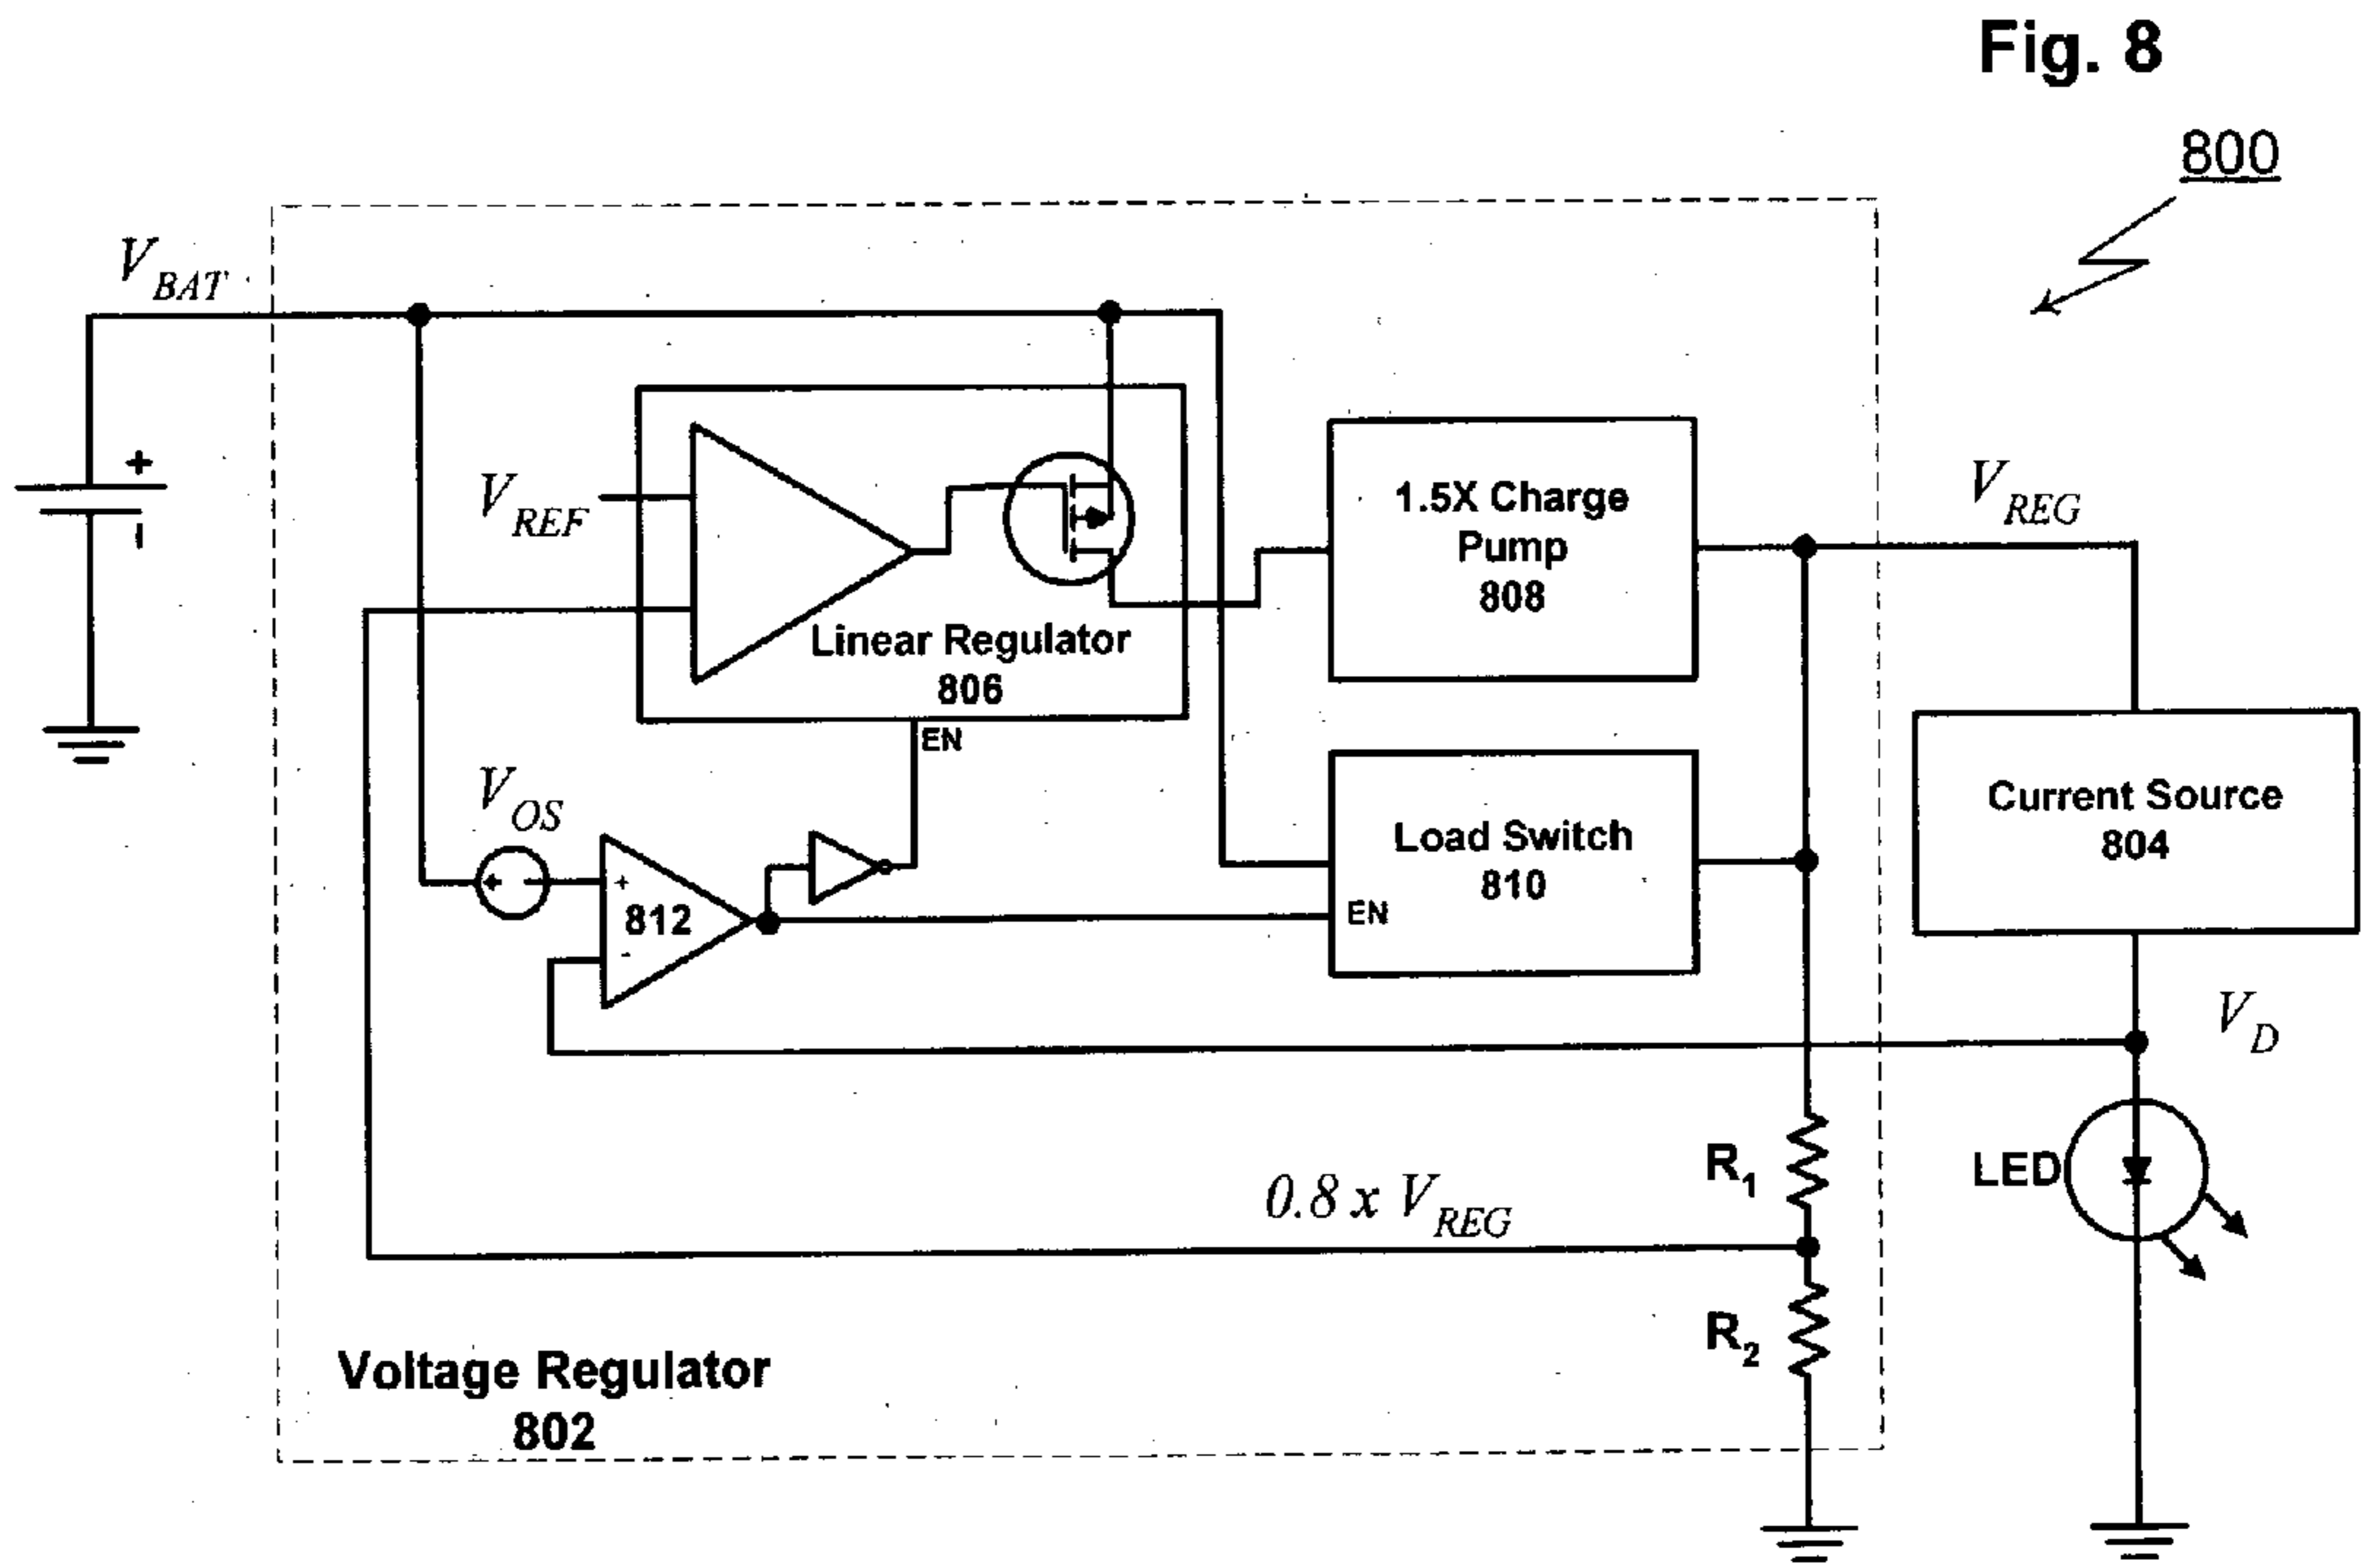 Fig. 8
800
V_BAT
+
-
V_REF
1.5X Charge
Pump
808
V_REG
Linear Regulator
806
EN
V_OS
+
812
-
Load Switch
810
EN
Current Source
804
V_D
R_1
LED
0.8 x V_REG
R_2
Voltage Regulator
802